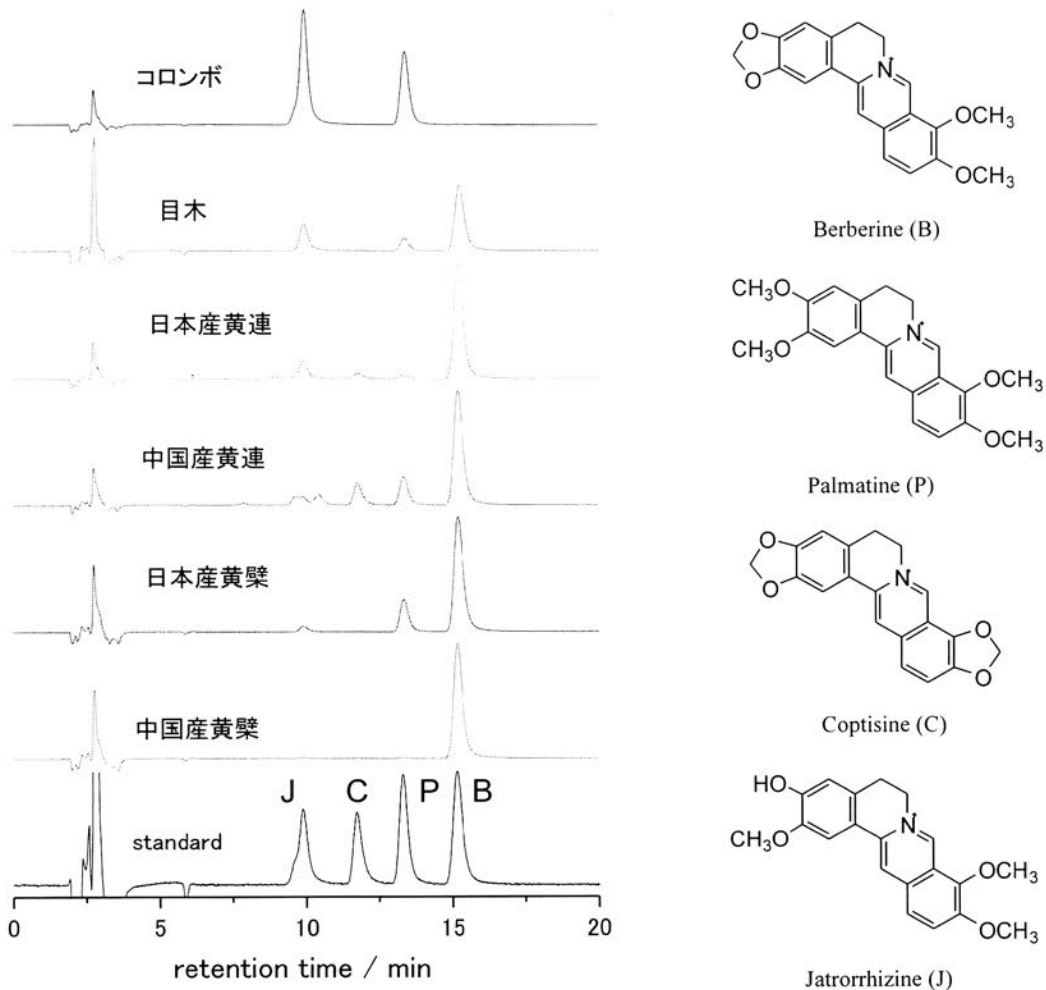 コロンボ
目木
日本産黄連
中国産黄連
日本産黄檗
中国産黄檗
J C P B
standard
0 5 10 15 20
retention time / min
O
O
N
OCH3
OCH3
Berberine (B)
CH3O
CH3O
N
OCH3
OCH3
Palmatine (P)
O
O
N
O
O
Coptisine (C)
HO
CH3O
N
OCH3
OCH3
Jatrorrhizine (J)